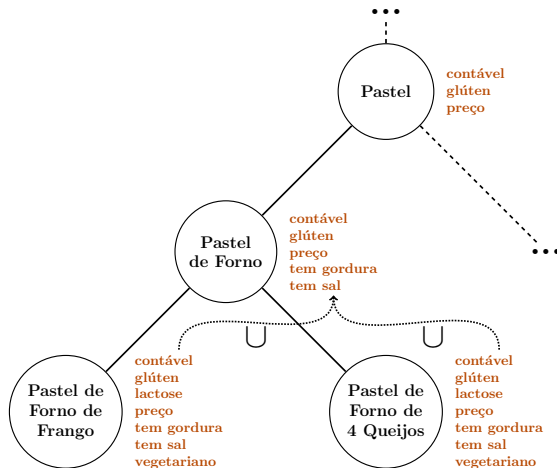 ...
Pastel
contável
glúten
preço
...
Pastel
de Forno
contável
glúten
preço
tem gordura
tem sal
Pastel de
Forno de
Frango
contável
glúten
lactose
preço
tem gordura
tem sal
vegetariano
Pastel de
Forno de
4 Queijos
contável
glúten
lactose
preço
tem gordura
tem sal
vegetariano